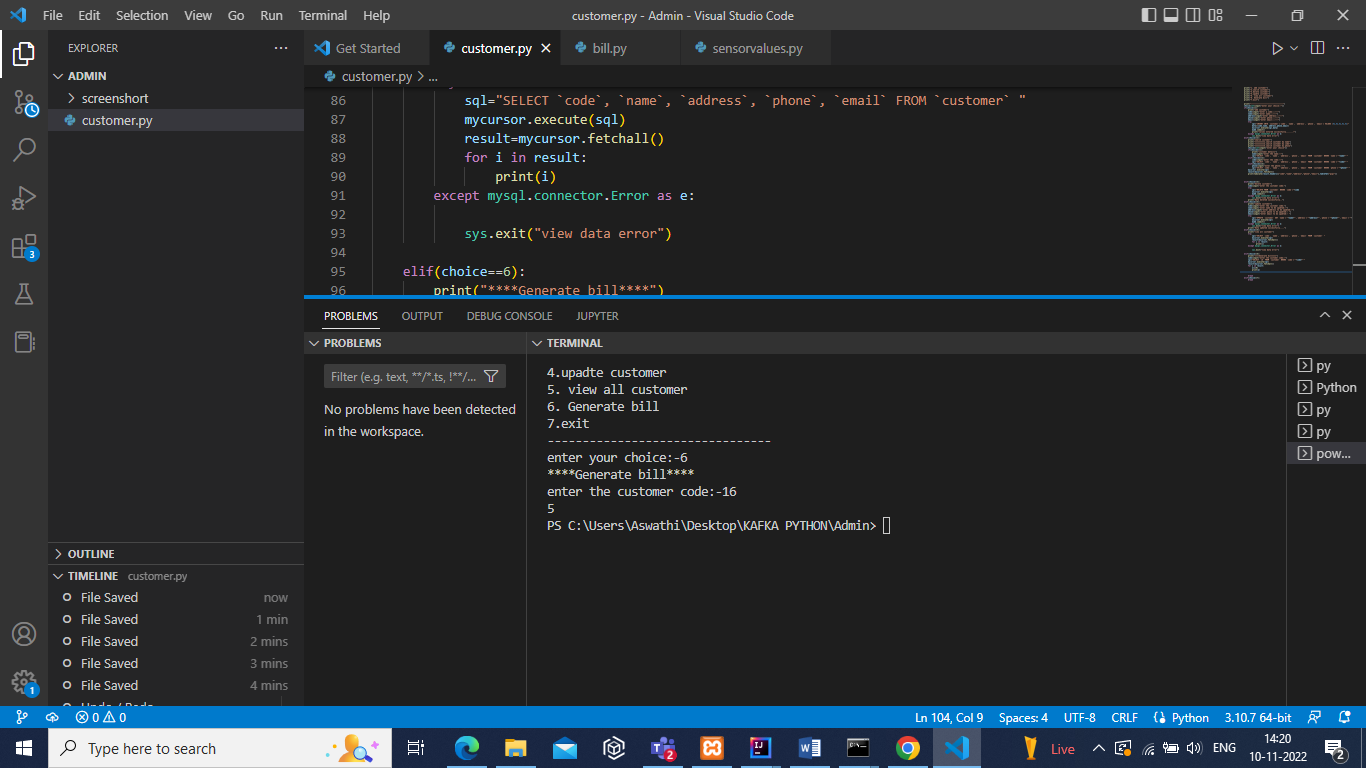 File Edit Selection View Go Run Terminal Help
customer.py - Admin - Visual Studio Code
EXPLORER
ADMIN
screenshort
customer.py
Get Started
customer.py
bill.py
sensorvalues.py
customer.py > ...
86 sql="SELECT `code`, `name`, `address`, `phone`, `email` FROM `customer` "
87 mycursor.execute(sql)
88 result=mycursor.fetchall()
89 for i in result:
90 print(i)
91 except mysql.connector.Error as e:
92
93 sys.exit("view data error")
94
95 elif(choice==6):
96 print("****Generate bill****")
PROBLEMS OUTPUT DEBUG CONSOLE JUPYTER
PROBLEMS
Filter (e.g. text, **/*.ts, !**/...
No problems have been detected
in the workspace.
TERMINAL
4.upadte customer
5. view all customer
6. Generate bill
7.exit
--------------------------------
enter your choice:-6
****Generate bill****
enter the customer code:-16
5
PS C:\Users\Aswathi\Desktop\KAFKA PYTHON\Admin>
py
Python
py
py
pow...
OUTLINE
TIMELINE customer.py
File Saved now
File Saved 1 min
File Saved 2 mins
File Saved 3 mins
File Saved 4 mins
3
1
0 0
Ln 104, Col 9 Spaces: 4 UTF-8 CRLF Python 3.10.7 64-bit
Type here to search
2
Live
ENG
14:20
10-11-2022
2